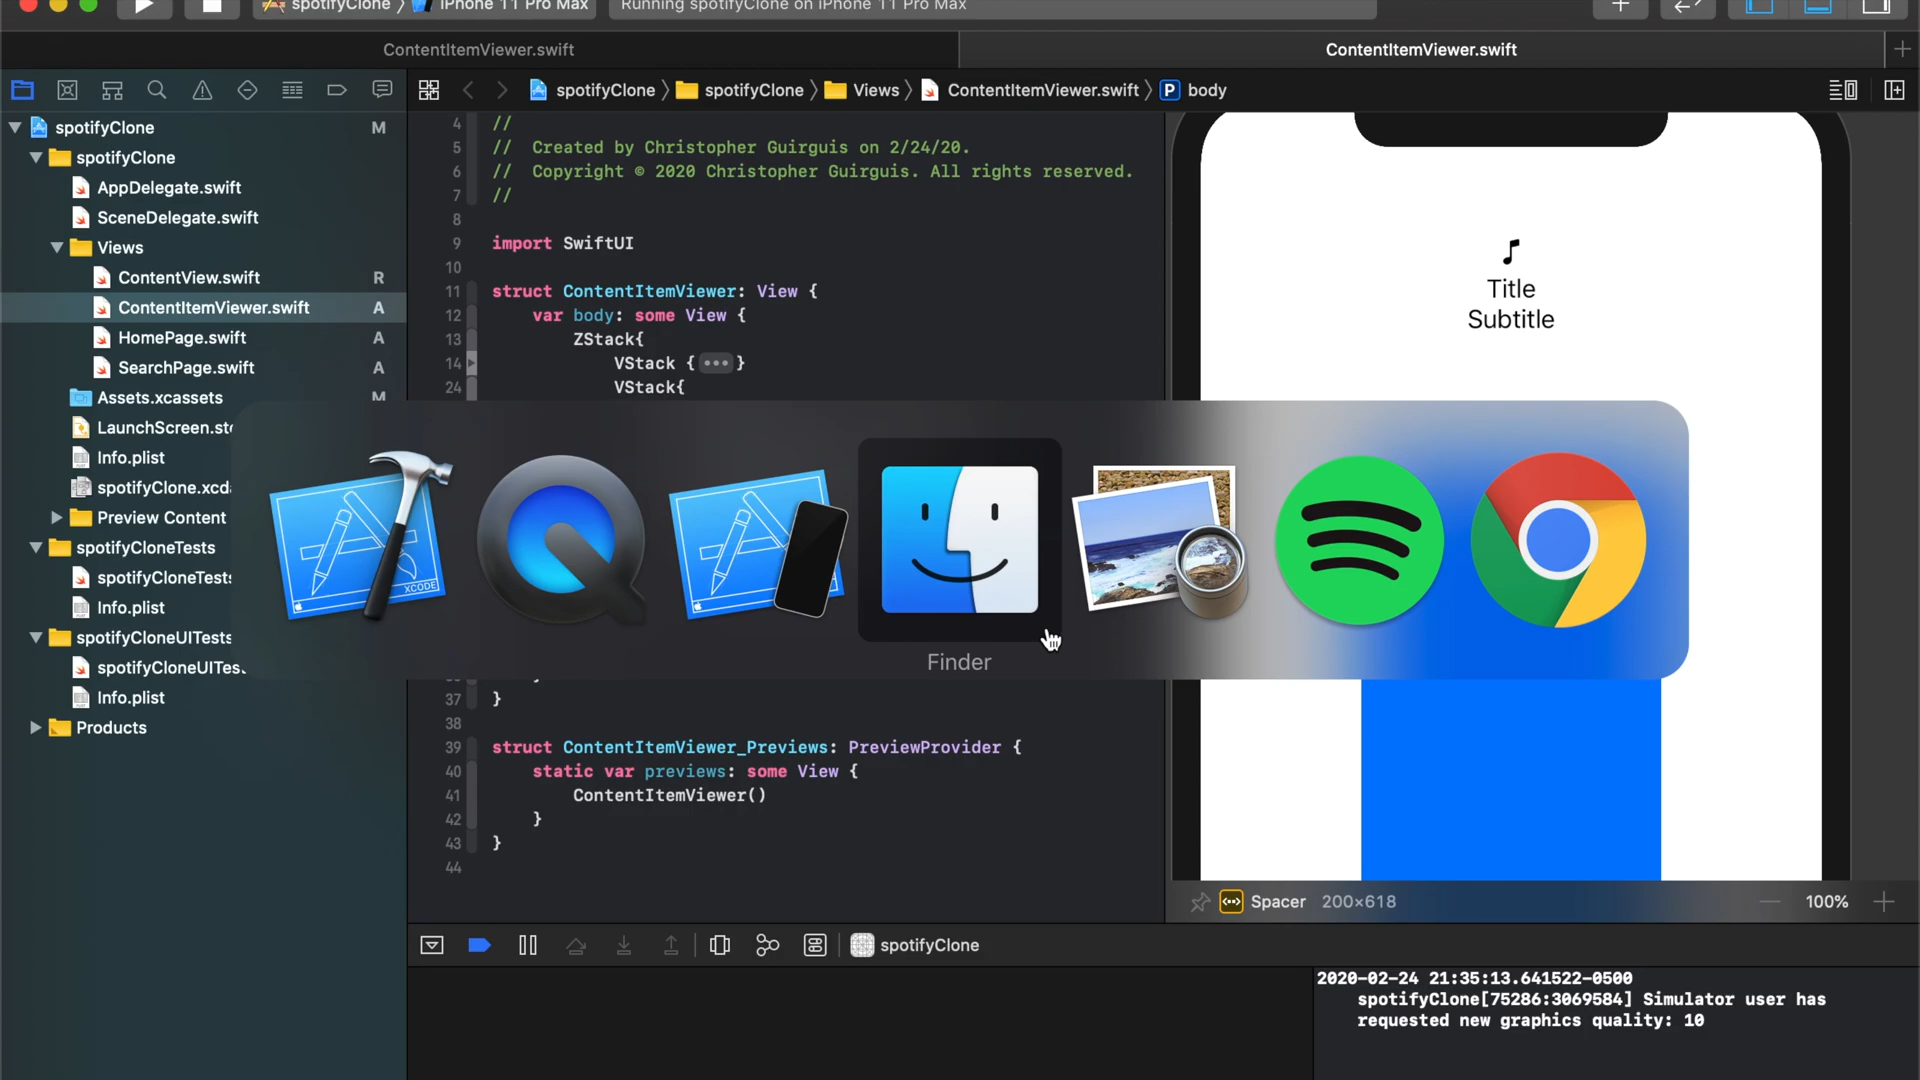 spotifyClone 〉 iPhone 11 Pro Max
Running spotifyClone on iPhone 11 Pro Max
ContentItemViewer.swift
ContentItemViewer.swift
spotifyClone 〉 spotifyClone 〉 Views 〉 ContentItemViewer.swift 〉 P body
spotifyClone M
spotifyClone
AppDelegate.swift
SceneDelegate.swift
Views
ContentView.swift R
ContentItemViewer.swift A
HomePage.swift A
SearchPage.swift A
Assets.xcassets M
LaunchScreen.st
Info.plist
spotifyClone.xcd
Preview Content
spotifyCloneTests
spotifyCloneTests
Info.plist
spotifyCloneUITests
spotifyCloneUITes
Info.plist
Products
4 //
5 // Created by Christopher Guirguis on 2/24/20.
6 // Copyright © 2020 Christopher Guirguis. All rights reserved.
7 //
8
9 import SwiftUI
10
11 struct ContentItemViewer: View {
12 var body: some View {
13 ZStack{
14 VStack {•••}
24 VStack{
37 }
38
39 struct ContentItemViewer_Previews: PreviewProvider {
40 static var previews: some View {
41 ContentItemViewer()
42 }
43 }
44
Title
Subtitle
XCODE
Finder
Spacer 200×618
100%
spotifyClone
2020-02-24 21:35:13.641522-0500
spotifyClone[75286:3069584] Simulator user has
requested new graphics quality: 10